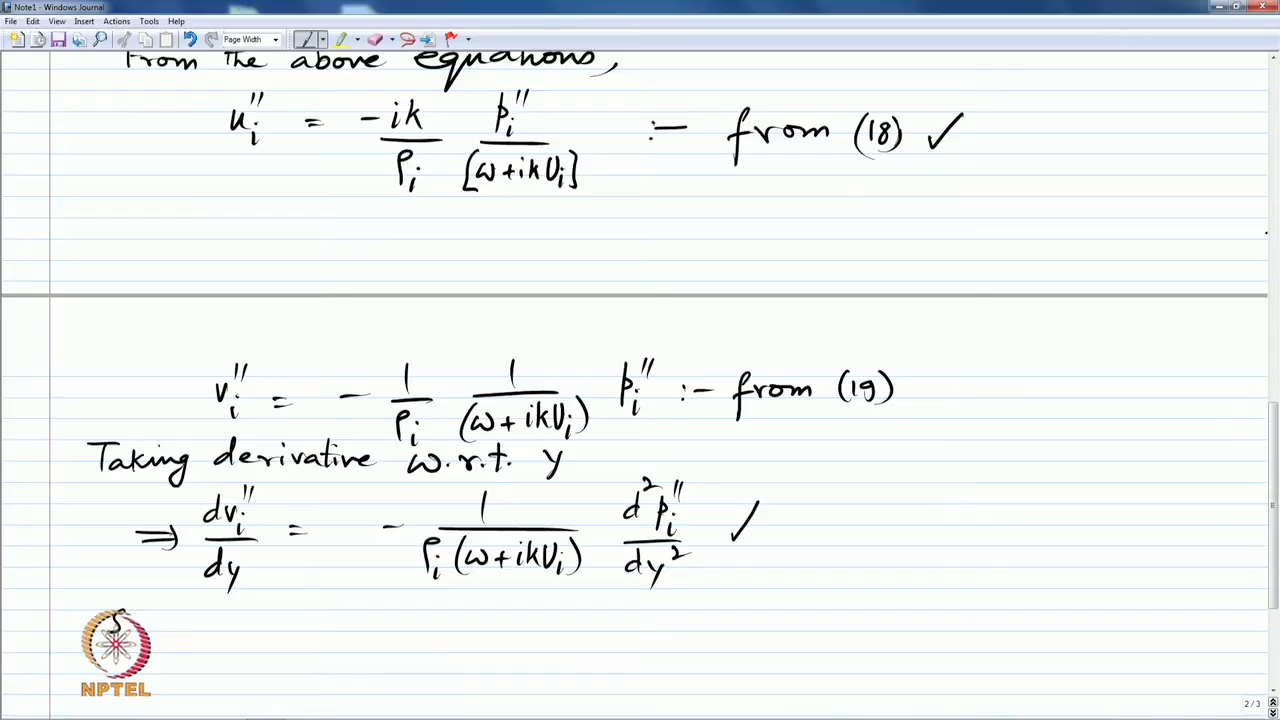 Note1 - Windows Journal
File Edit View Insert Actions Tools Help
Page Width
From the above equations,
u_i'' = -ik/ρ_i p_i''/[ω+ikU_i] :- from (18) ✓
v_i'' = - 1/ρ_i 1/(ω+ikU_i) p_i'' :- from (19)
Taking derivative w.r.t. y
⇒ dv_i''/dy = - 1/ρ_i(ω+ikU_i) d²p_i''/dy² ✓
NPTEL
2 / 3